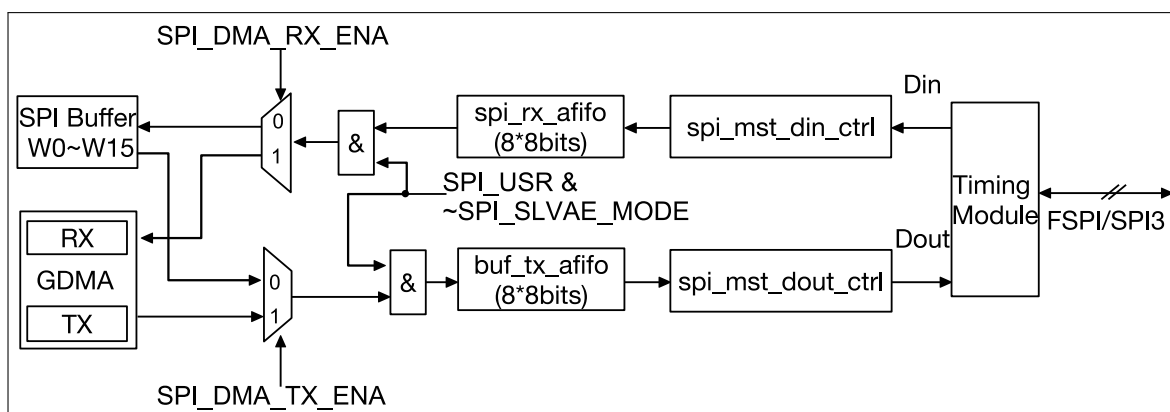 SPI_DMA_RX_ENA
Din
SPI Buffer
W0~W15
0
1
&
spi_rx_afifo
(8*8bits)
spi_mst_din_ctrl
SPI_USR &
~SPI_SLVAE_MODE
Timing
Module
FSPI/SPI3
RX
GDMA
TX
0
1
&
buf_tx_afifo
(8*8bits)
spi_mst_dout_ctrl
Dout
SPI_DMA_TX_ENA